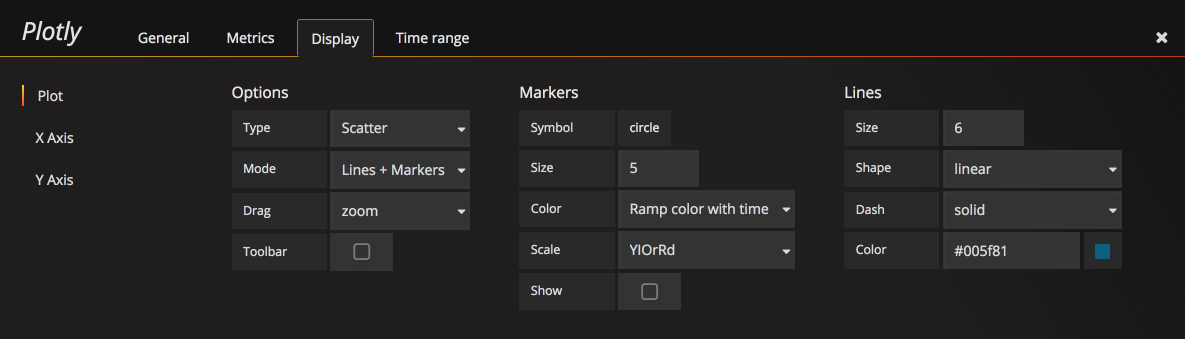 Plotly
General Metrics Display Time range ✖
Plot
X Axis
Y Axis
Options
Type Scatter
Mode Lines + Markers
Drag zoom
Toolbar
Markers
Symbol circle
Size 5
Color Ramp color with time
Scale YlOrRd
Show
Lines
Size 6
Shape linear
Dash solid
Color #005f81